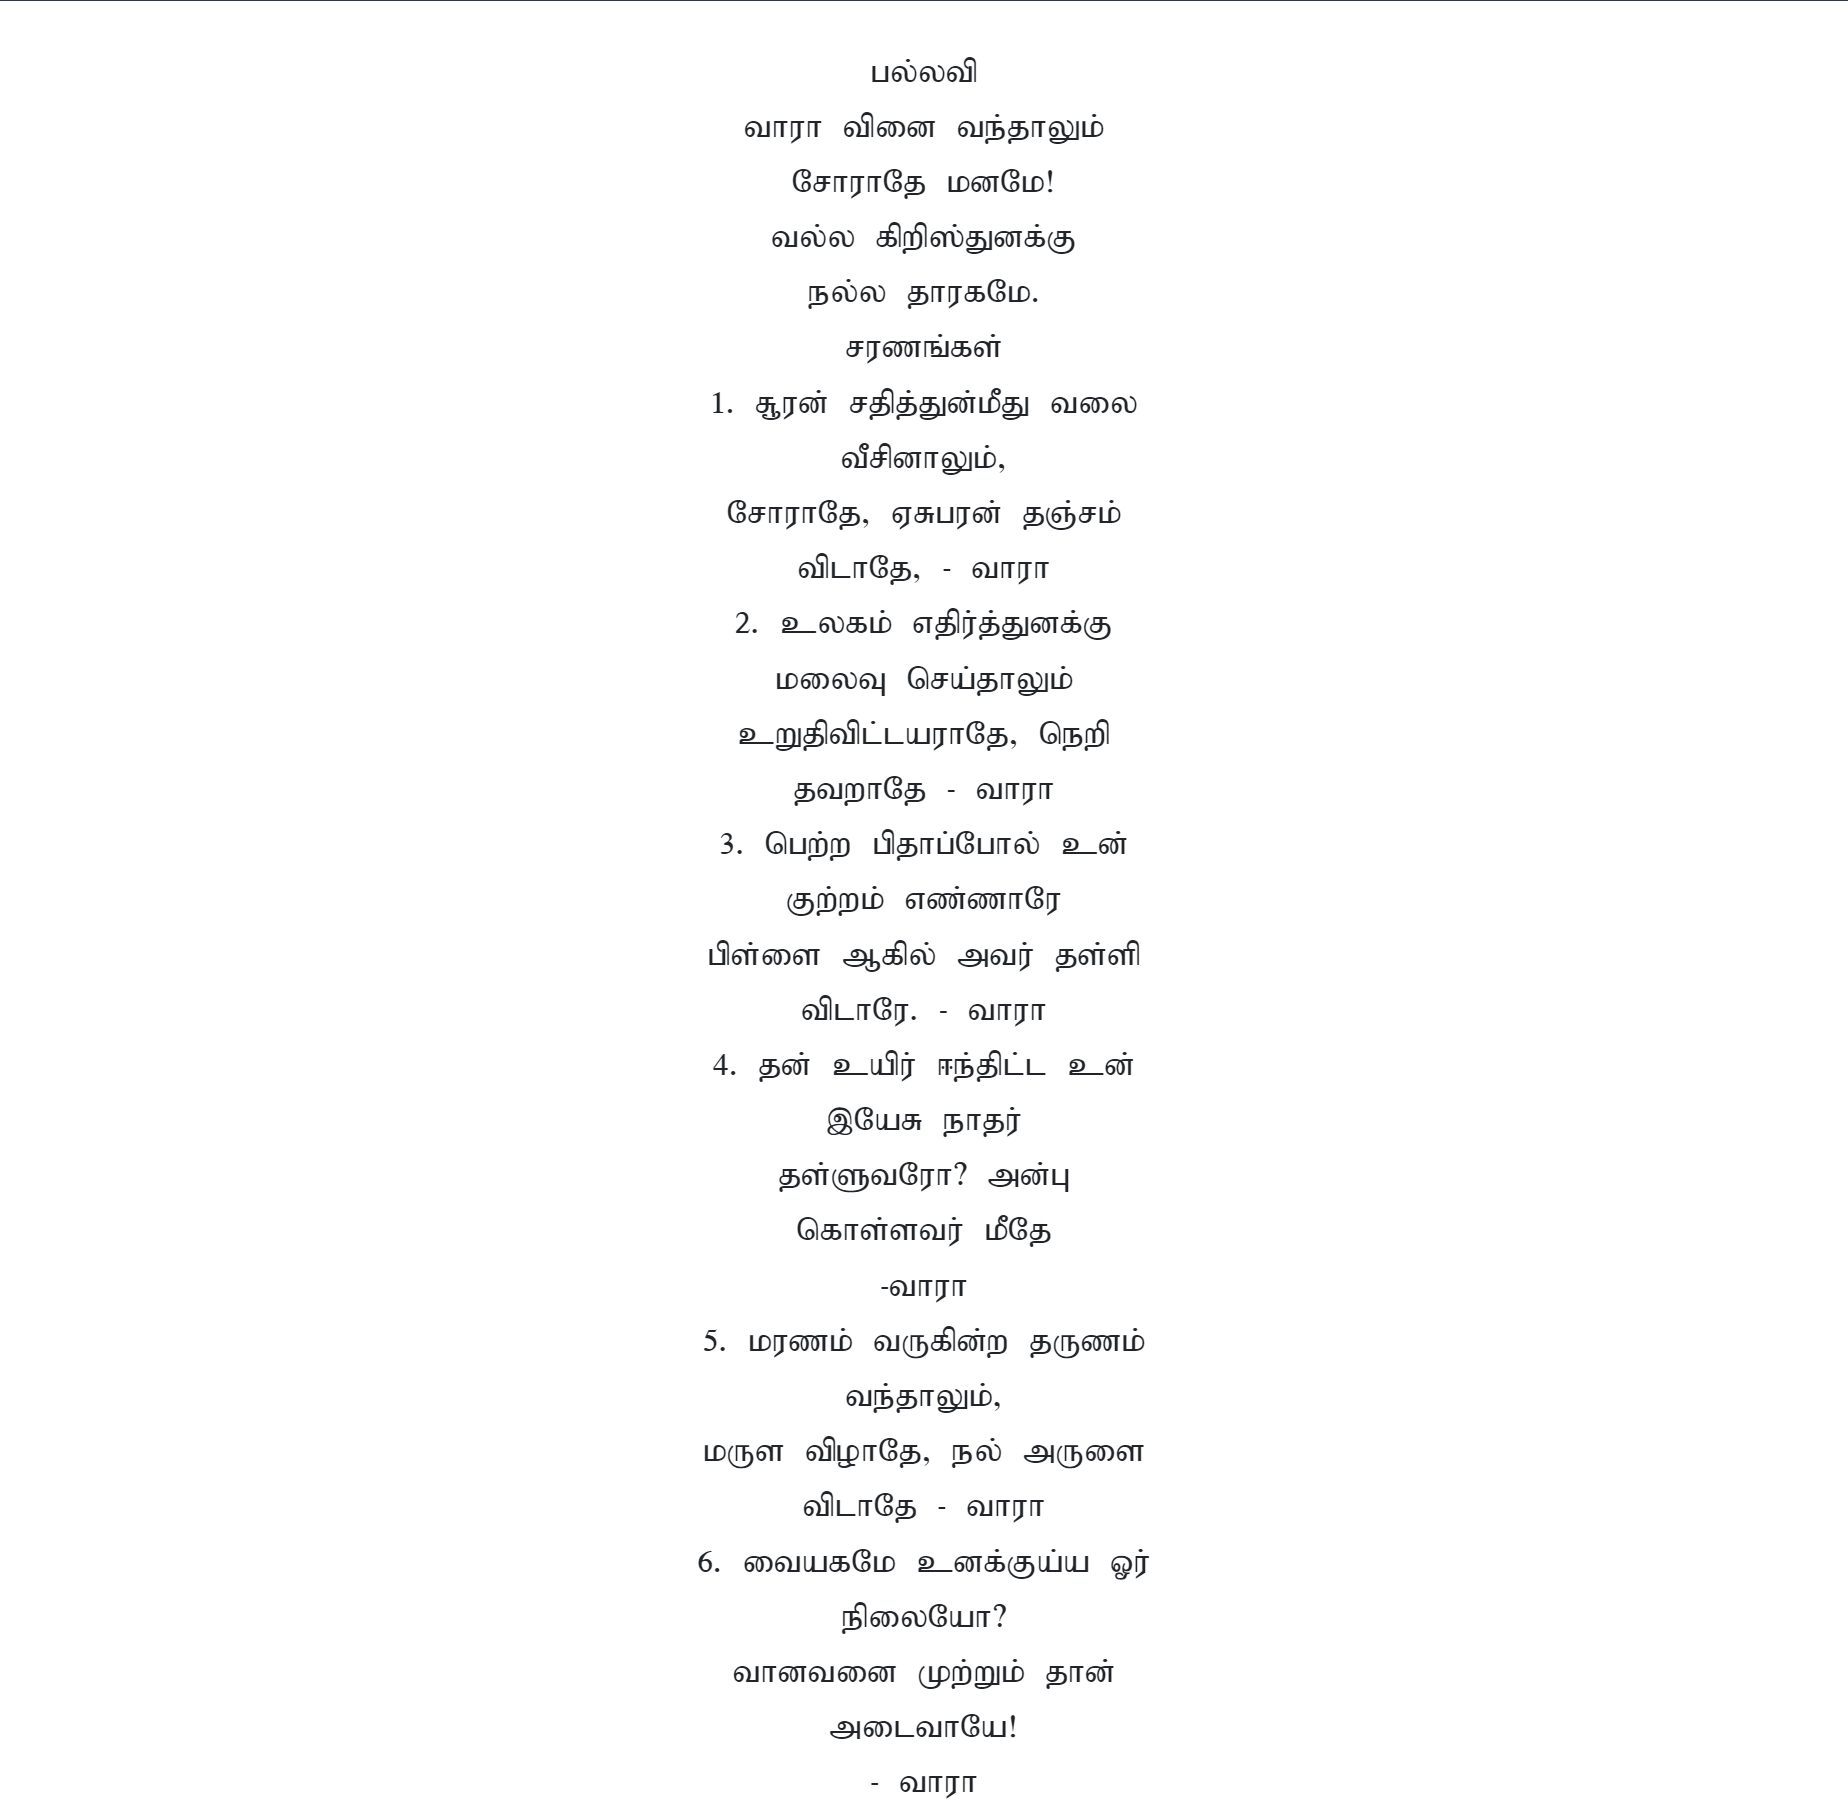 பல்லவி
வாரா வினை வந்தாலும்
சோராதே மனமே!
வல்ல கிறிஸ்துனக்கு
நல்ல தாரகமே.
சரணங்கள்
1. சூரன் சதித்துன்மீது வலை
வீசினாலும்,
சோராதே, ஏசுபரன் தஞ்சம்
விடாதே, - வாரா
2. உலகம் எதிர்த்துனக்கு
மலைவு செய்தாலும்
உறுதிவிட்டயராதே, நெறி
தவறாதே - வாரா
3. பெற்ற பிதாப்போல் உன்
குற்றம் எண்ணாரே
பிள்ளை ஆகில் அவர் தள்ளி
விடாரே. - வாரா
4. தன் உயிர் ஈந்திட்ட உன்
இயேசு நாதர்
தள்ளுவரோ? அன்பு
கொள்ளவர் மீதே
-வாரா
5. மரணம் வருகின்ற தருணம்
வந்தாலும்,
மருள விழாதே, நல் அருளை
விடாதே - வாரா
6. வையகமே உனக்குய்ய ஓர்
நிலையோ?
வானவனை முற்றும் தான்
அடைவாயே!
- வாரா